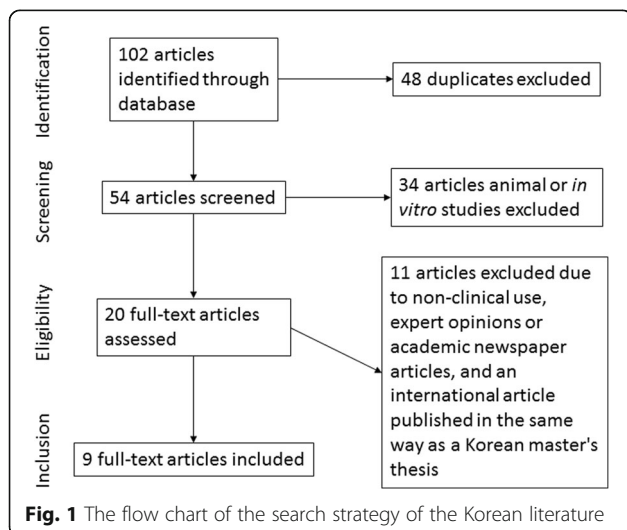 Identification
102 articles
identified through
database
48 duplicates excluded
Screening
54 articles screened
34 articles animal or in
vitro studies excluded
Eligibility
20 full-text articles
assessed
11 articles excluded due
to non-clinical use,
expert opinions or
academic newspaper
articles, and an
international article
published in the same
way as a Korean master's
thesis
Inclusion
9 full-text articles included
Fig. 1 The flow chart of the search strategy of the Korean literature